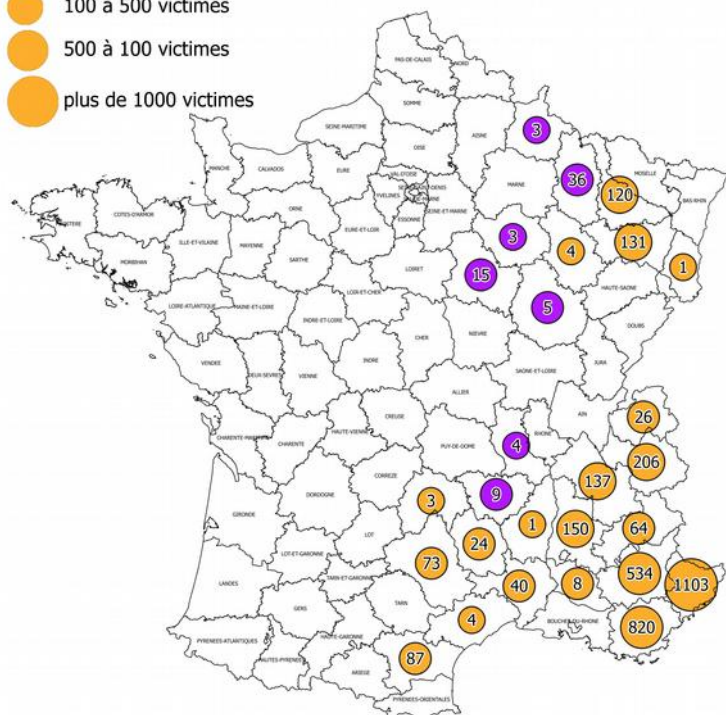 100 à 500 victimes
500 à 100 victimes
plus de 1000 victimes
PAS-DE-CALAIS
NORD
SOMME
SEINE-MARITIME
AISNE
OISE
3
MANCHE
CALVADOS
EURE
VAL-D'OISE
MARNE
36
MOSELLE
120
BAS-RHIN
YVELINES
ESSONNE
SEINE-ET-MARNE
ORNE
EURE-ET-LOIR
COTES-D'ARMOR
ILLE-ET-VILAINE
MAYENNE
SARTHE
MORBIHAN
3
4
131
1
LOIRET
15
HAUTE-SAONE
LOIR-ET-CHER
LOIRE-ATLANTIQUE
MAINE-ET-LOIRE
INDRE-ET-LOIRE
5
DOUBS
CHER
NIEVRE
VENDEE
DEUX-SEVRES
VIENNE
INDRE
JURA
SAONE-ET-LOIRE
ALLIER
CREUSE
AIN
26
CHARENTE
HAUTE-VIENNE
PUY-DE-DOME
4
RHONE
206
CORREZE
137
DORDOGNE
9
3
GIRONDE
1
150
64
LOT
24
73
LOT-ET-GARONNE
534
1103
LANDES
TARN-ET-GARONNE
40
8
GERS
TARN
4
BOUCHES-DU-RHONE
820
PYRENEES-ATLANTIQUES
HAUTE-GARONNE
87
ARIEGE
PYRENEES-ORIENTALES